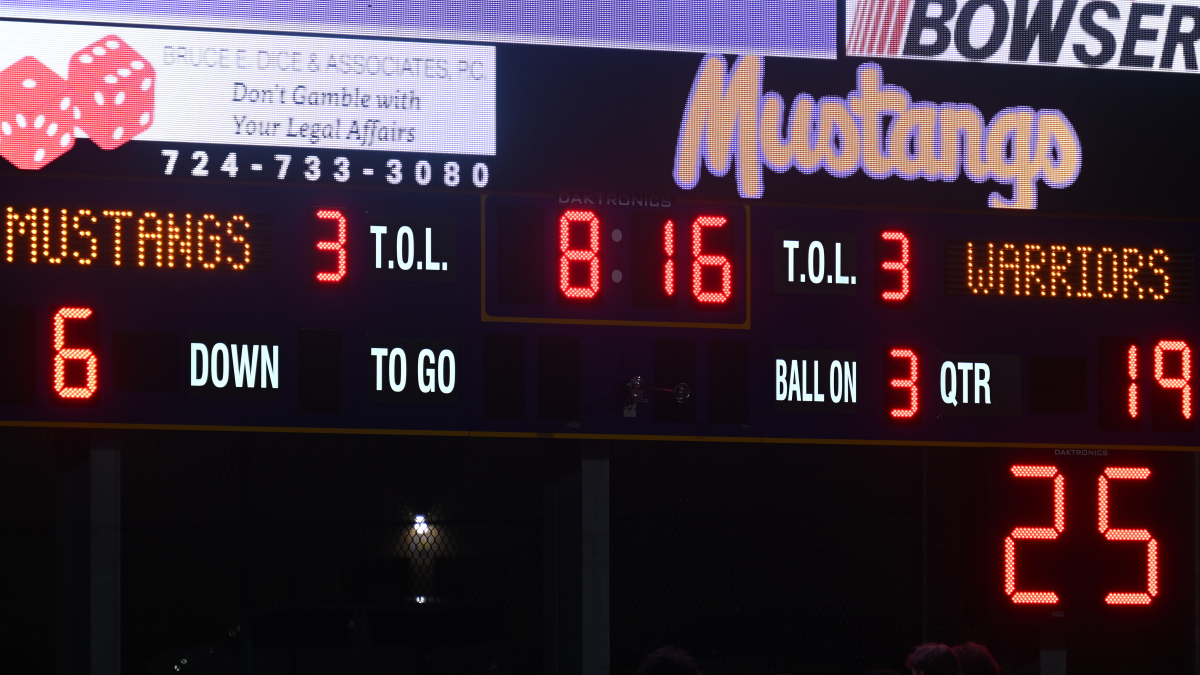 BOWSER
BRUCE E. DICE & ASSOCIATES, P.C.
Don't Gamble with
Your Legal Affairs
724-733-3080
Mustangs
DAKTRONICS
MUSTANGS 3 T.O.L. 8:16 T.O.L. 3 WARRIORS
6 DOWN TO GO BALL ON 3 QTR 19
DAKTRONICS
25